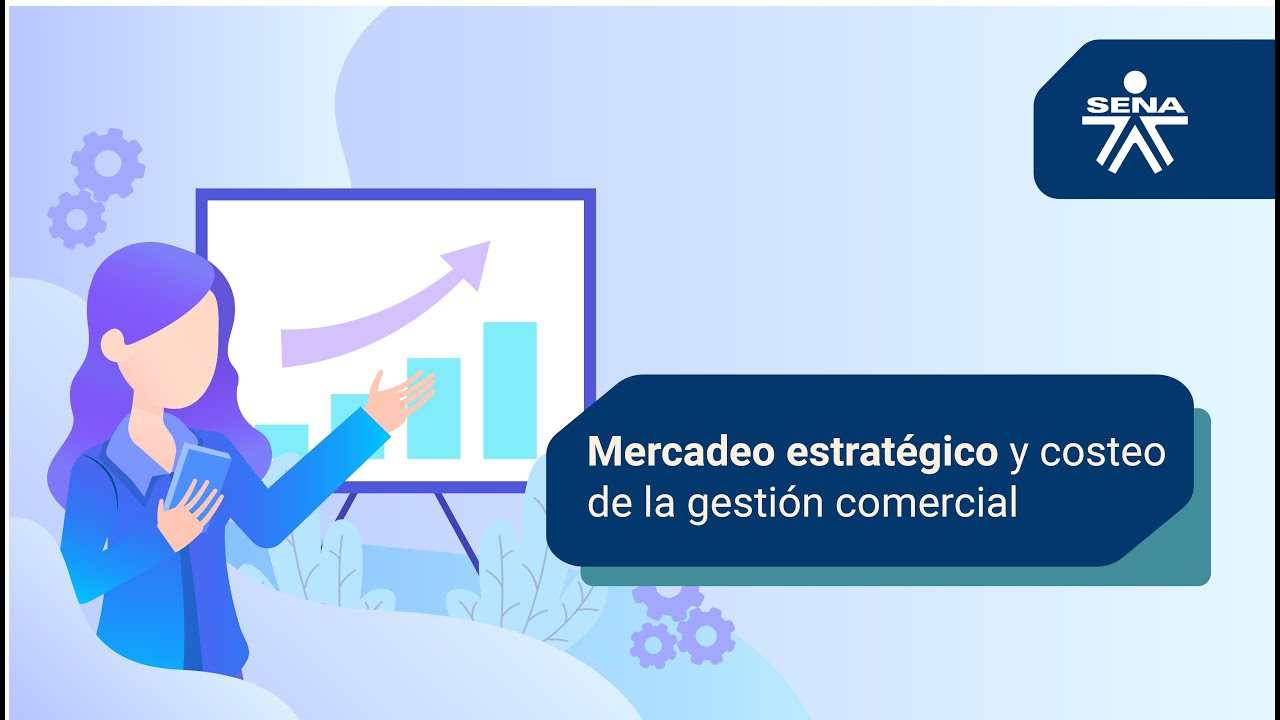 SENA
Mercadeo estratégico y costeo
de la gestión comercial